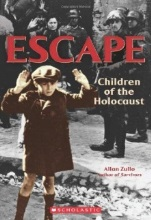 ESCAPE
Children
of the
Holocaust
Allan Zullo
Author of Survivors
SCHOLASTIC